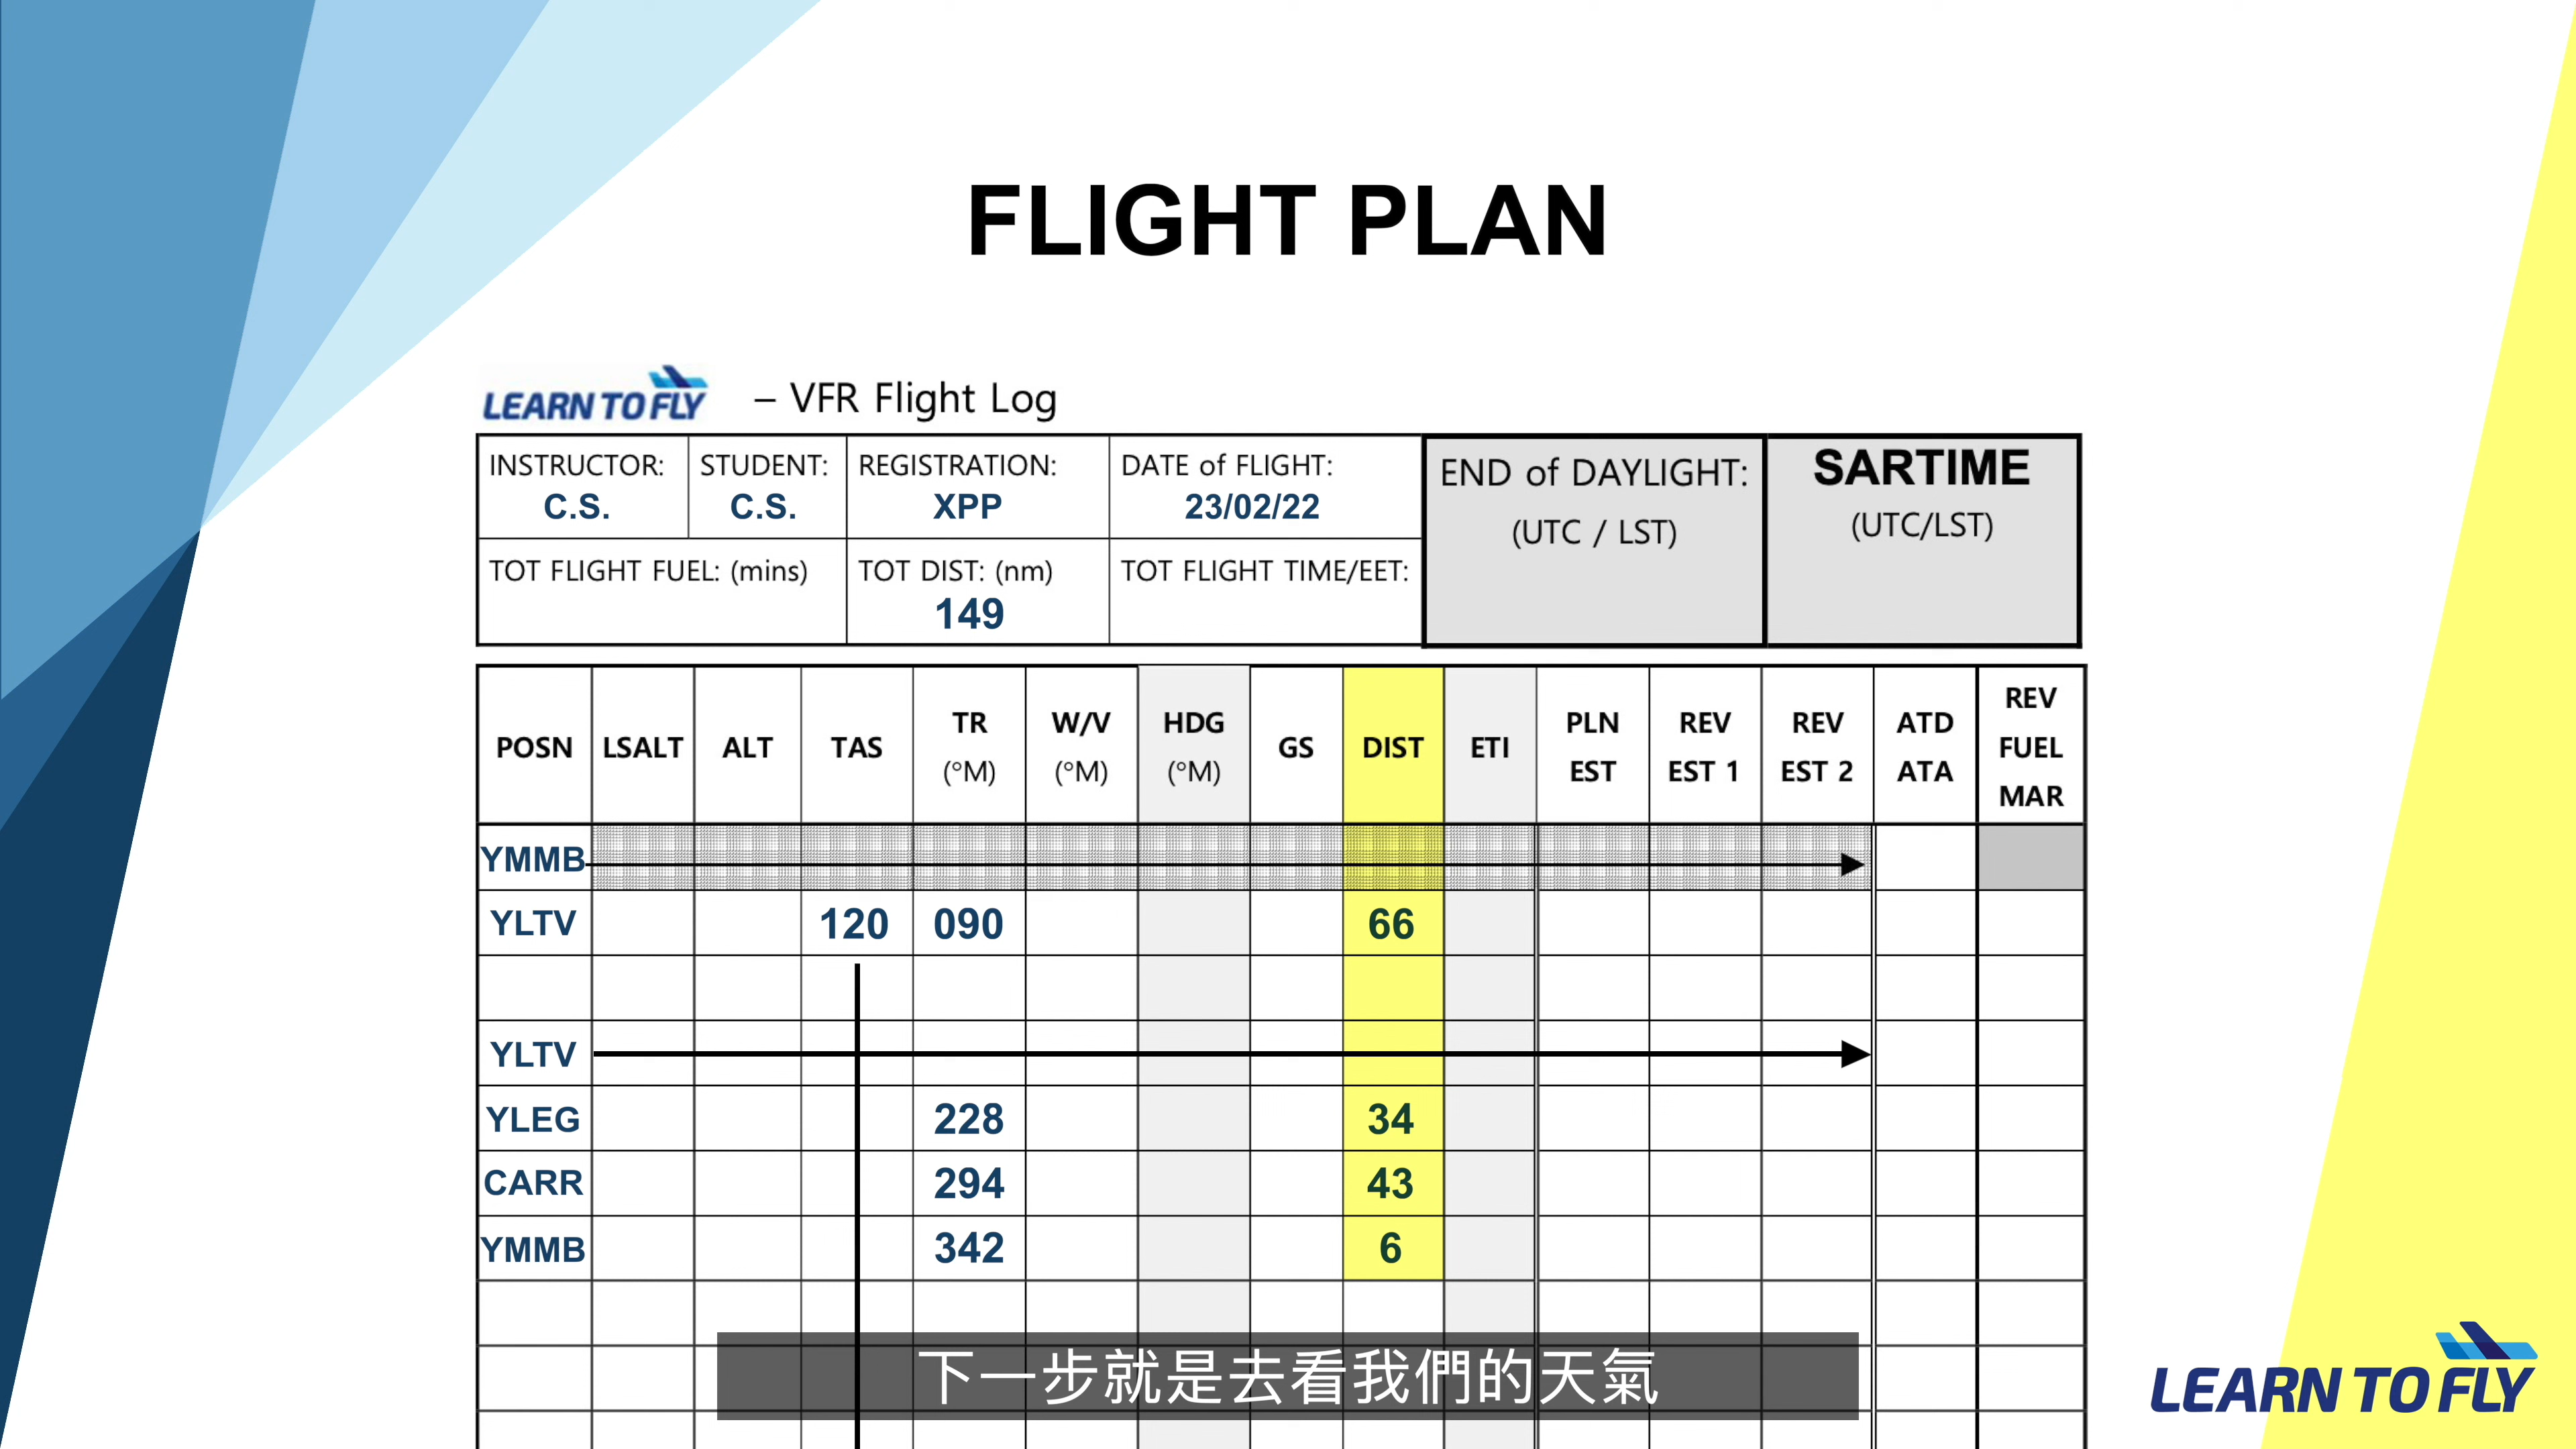 FLIGHT PLAN
LEARN TO FLY – VFR Flight Log
INSTRUCTOR: STUDENT: REGISTRATION: DATE of FLIGHT: END of DAYLIGHT: SARTIME
C.S. C.S. XPP 23/02/22 (UTC / LST) (UTC/LST)
TOT FLIGHT FUEL: (mins) TOT DIST: (nm) TOT FLIGHT TIME/EET:
149
POSN LSALT ALT TAS TR (°M) W/V (°M) HDG (°M) GS DIST ETI PLN EST REV EST 1 REV EST 2 ATD ATA REV FUEL MAR
YMMB
YLTV 120 090 66
YLTV
YLEG 228 34
CARR 294 43
YMMB 342 6
下一步就是去看我們的天氣
LEARN TO FLY